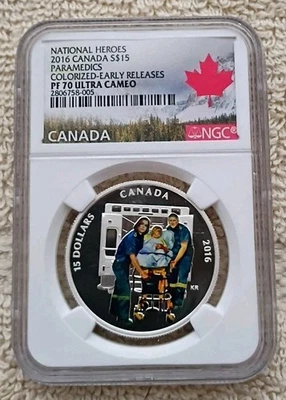 NATIONAL HEROES
2016 CANADA S$15
PARAMEDICS
COLORIZED-EARLY RELEASES
PF 70 ULTRA CAMEO
2806758-005
CANADA
NGC
CANADA
15 DOLLARS
2016
KR